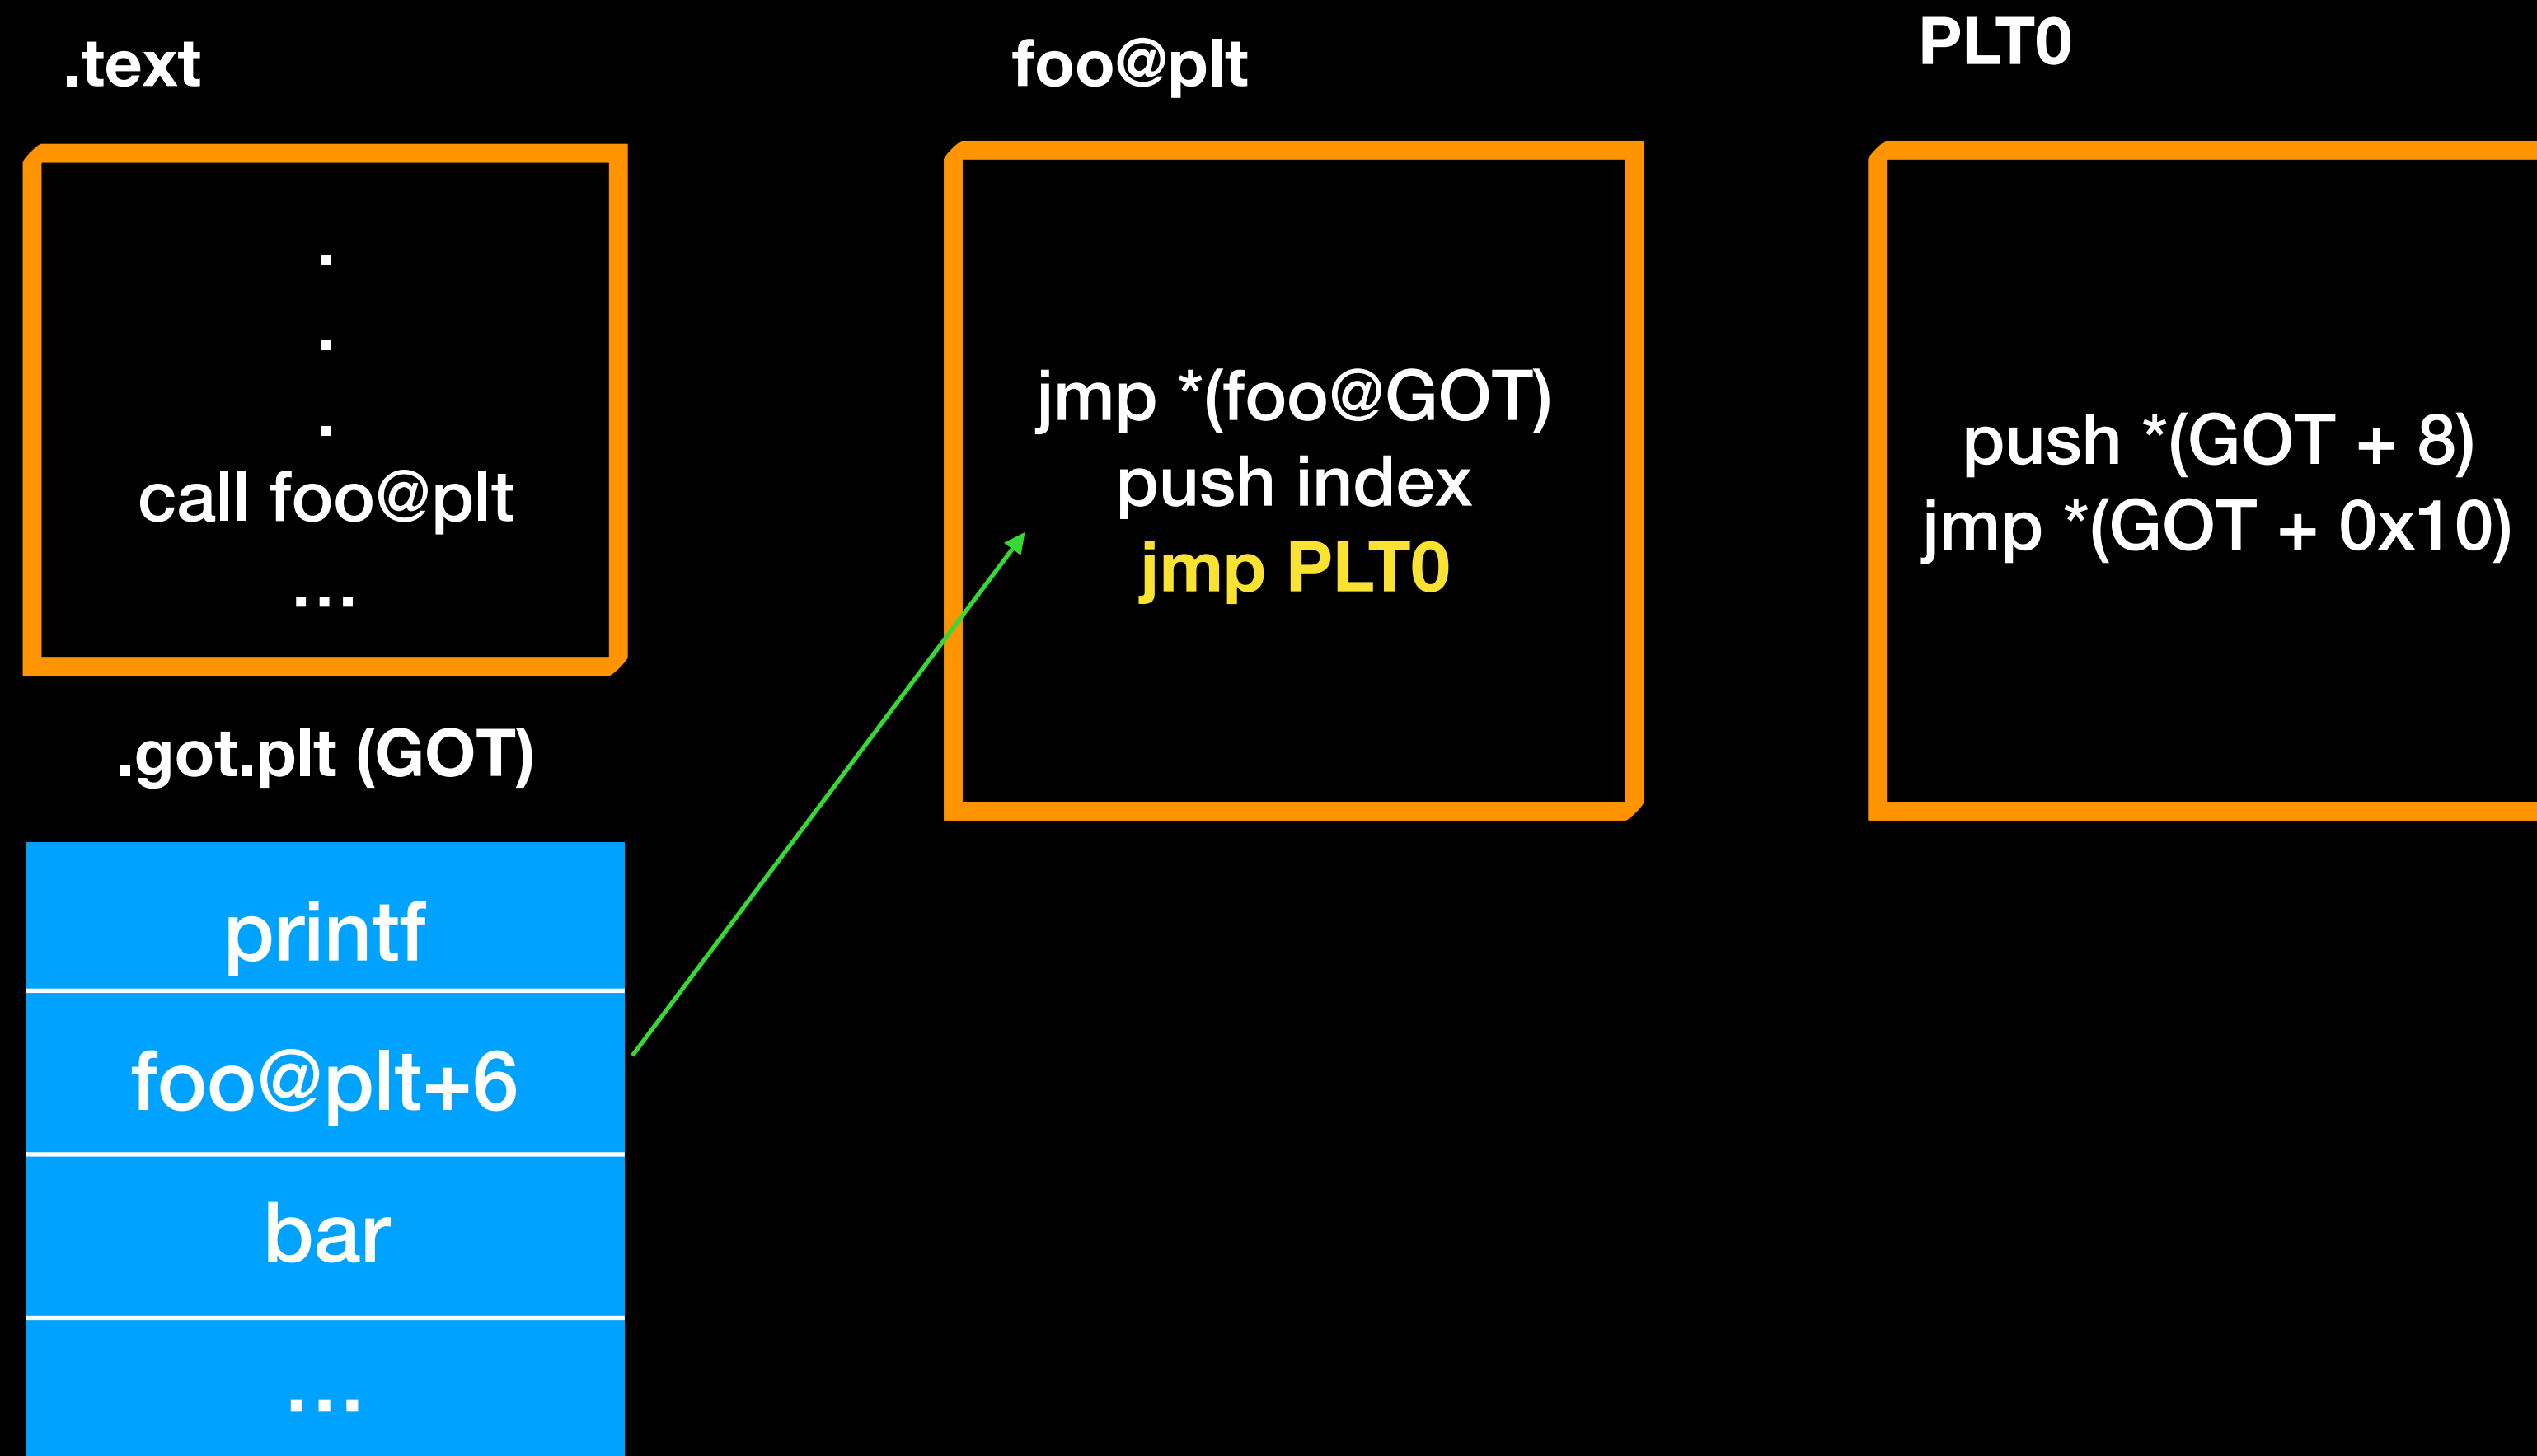 .text
.
.
.
call foo@plt
...
.got.plt (GOT)
printf
foo@plt+6
bar
...
foo@plt
jmp *(foo@GOT)
push index
jmp PLT0
PLT0
push *(GOT + 8)
jmp *(GOT + 0x10)